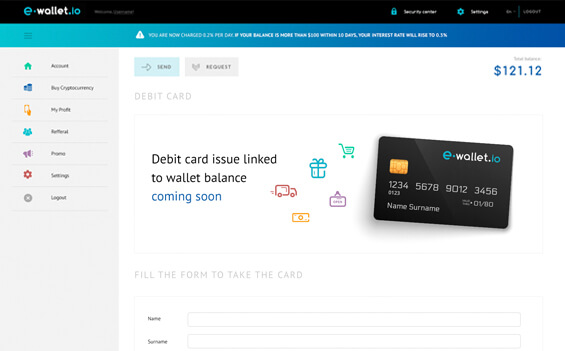 e-wallet.io
Welcome, Username!
Security center
Settings
En
LOGOUT
YOU ARE NOW CHARGED 0.2% PER DAY. IF YOUR BALANCE IS MORE THAN $100 WITHIN 10 DAYS, YOUR INTEREST RATE WILL RISE TO 0.3%
Account
Buy Cryptocurrency
My Profit
Refferal
Promo
Settings
Logout
SEND
REQUEST
Total balance:
$121.12
DEBIT CARD
Debit card issue linked
to wallet balance
coming soon
OPEN
e-wallet.io
1234 5678 9012 3456
0123
01/80
Name Surname
FILL THE FORM TO TAKE THE CARD
Name
Surname